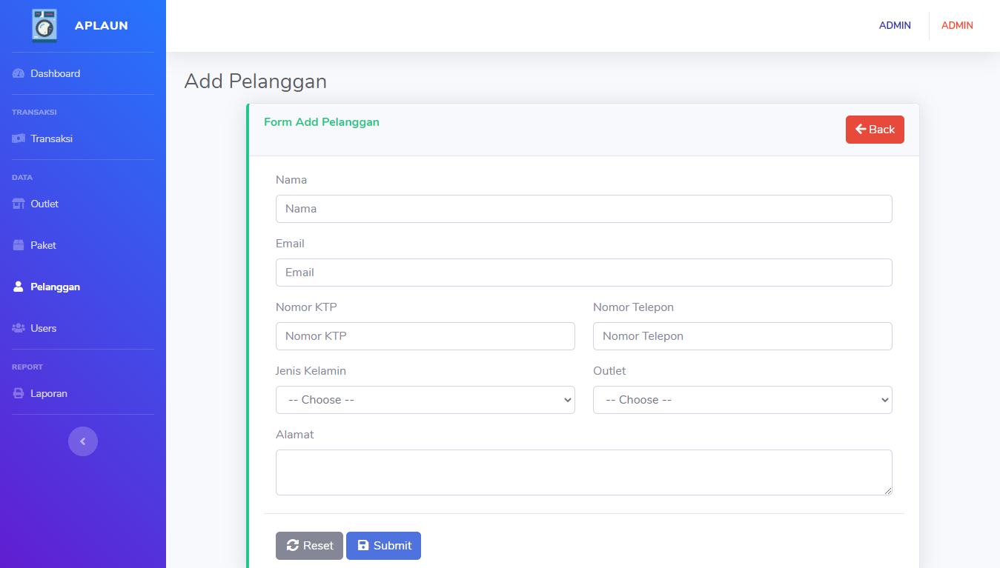 APLAUN
ADMIN ADMIN
Dashboard
TRANSAKSI
Transaksi
DATA
Outlet
Paket
Pelanggan
Users
REPORT
Laporan
Add Pelanggan
Form Add Pelanggan
Back
Nama
Nama
Email
Email
Nomor KTP Nomor Telepon
Nomor KTP Nomor Telepon
Jenis Kelamin Outlet
-- Choose -- -- Choose --
Alamat
Reset Submit